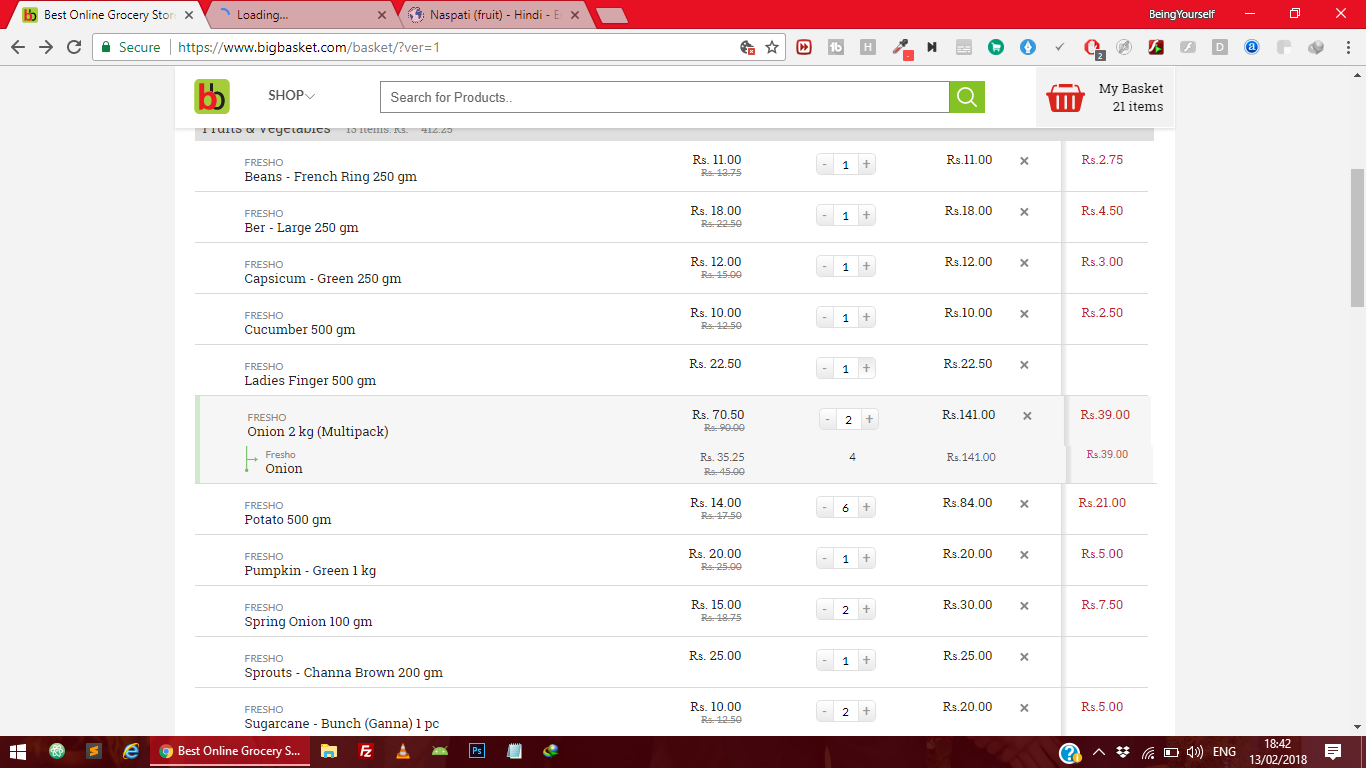 Best Online Grocery Stor
Loading...
Naspati (fruit) - Hindi - E
BeingYourself
Secure
https://www.bigbasket.com/basket/?ver=1
bb
SHOP
Search for Products..
My Basket
21 items
Fruits & Vegetables 13 items: Rs. 412.25
FRESHO
Beans - French Ring 250 gm
Rs. 11.00
Rs. 13.75
- 1 +
Rs.11.00
×
Rs.2.75
FRESHO
Ber - Large 250 gm
Rs. 18.00
Rs. 22.50
- 1 +
Rs.18.00
×
Rs.4.50
FRESHO
Capsicum - Green 250 gm
Rs. 12.00
Rs. 15.00
- 1 +
Rs.12.00
×
Rs.3.00
FRESHO
Cucumber 500 gm
Rs. 10.00
Rs. 12.50
- 1 +
Rs.10.00
×
Rs.2.50
FRESHO
Ladies Finger 500 gm
Rs. 22.50
- 1 +
Rs.22.50
×
FRESHO
Onion 2 kg (Multipack)
Rs. 70.50
Rs. 90.00
- 2 +
Rs.141.00
×
Rs.39.00
Fresho
Onion
Rs. 35.25
Rs. 45.00
4
Rs.141.00
Rs.39.00
FRESHO
Potato 500 gm
Rs. 14.00
Rs. 17.50
- 6 +
Rs.84.00
×
Rs.21.00
FRESHO
Pumpkin - Green 1 kg
Rs. 20.00
Rs. 25.00
- 1 +
Rs.20.00
×
Rs.5.00
FRESHO
Spring Onion 100 gm
Rs. 15.00
Rs. 18.75
- 2 +
Rs.30.00
×
Rs.7.50
FRESHO
Sprouts - Channa Brown 200 gm
Rs. 25.00
- 1 +
Rs.25.00
×
FRESHO
Sugarcane - Bunch (Ganna) 1 pc
Rs. 10.00
Rs. 12.50
- 2 +
Rs.20.00
×
Rs.5.00
Best Online Grocery S...
Ps
ENG
18:42
13/02/2018